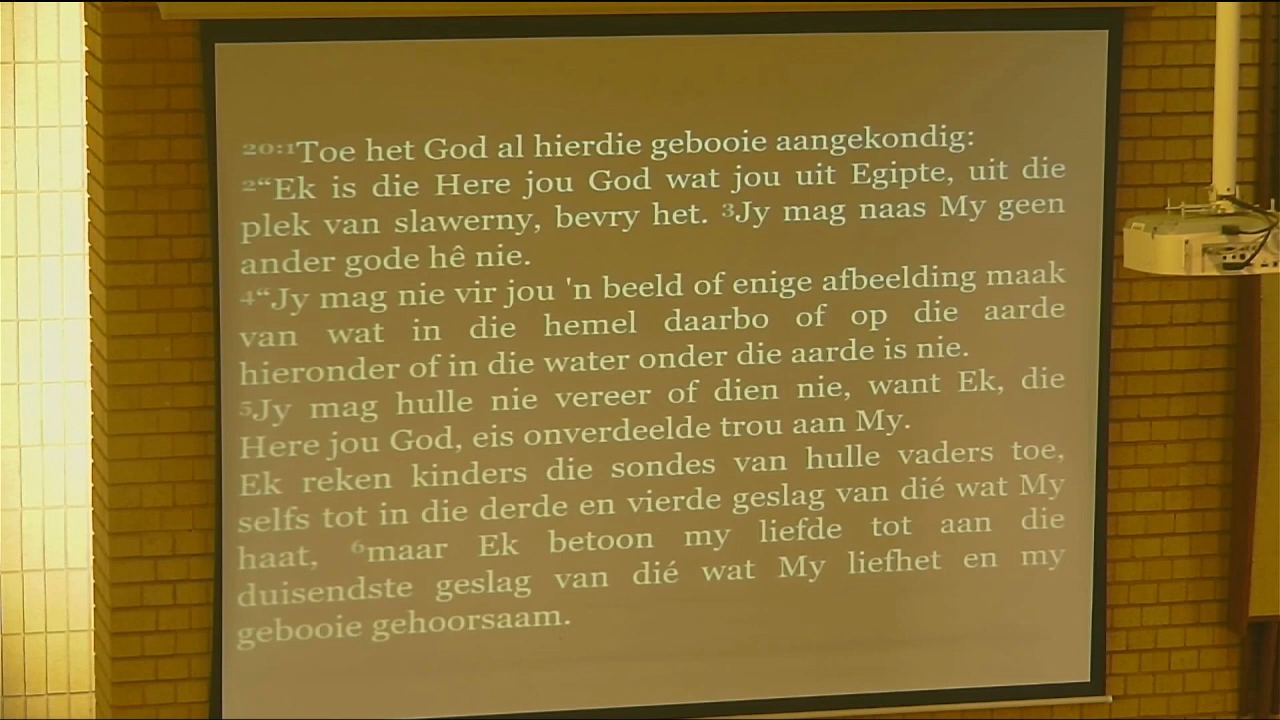 20:1Toe het God al hierdie gebooie aangekondig:
2“Ek is die Here jou God wat jou uit Egipte, uit die
plek van slawerny, bevry het. 3Jy mag naas My geen
ander gode hê nie.
4“Jy mag nie vir jou 'n beeld of enige afbeelding maak
van wat in die hemel daarbo of op die aarde
hieronder of in die water onder die aarde is nie.
5Jy mag hulle nie vereer of dien nie, want Ek, die
Here jou God, eis onverdeelde trou aan My.
Ek reken kinders die sondes van hulle vaders toe,
selfs tot in die derde en vierde geslag van dié wat My
haat, 6maar Ek betoon my liefde tot aan die
duisendste geslag van dié wat My liefhet en my
gebooie gehoorsaam.